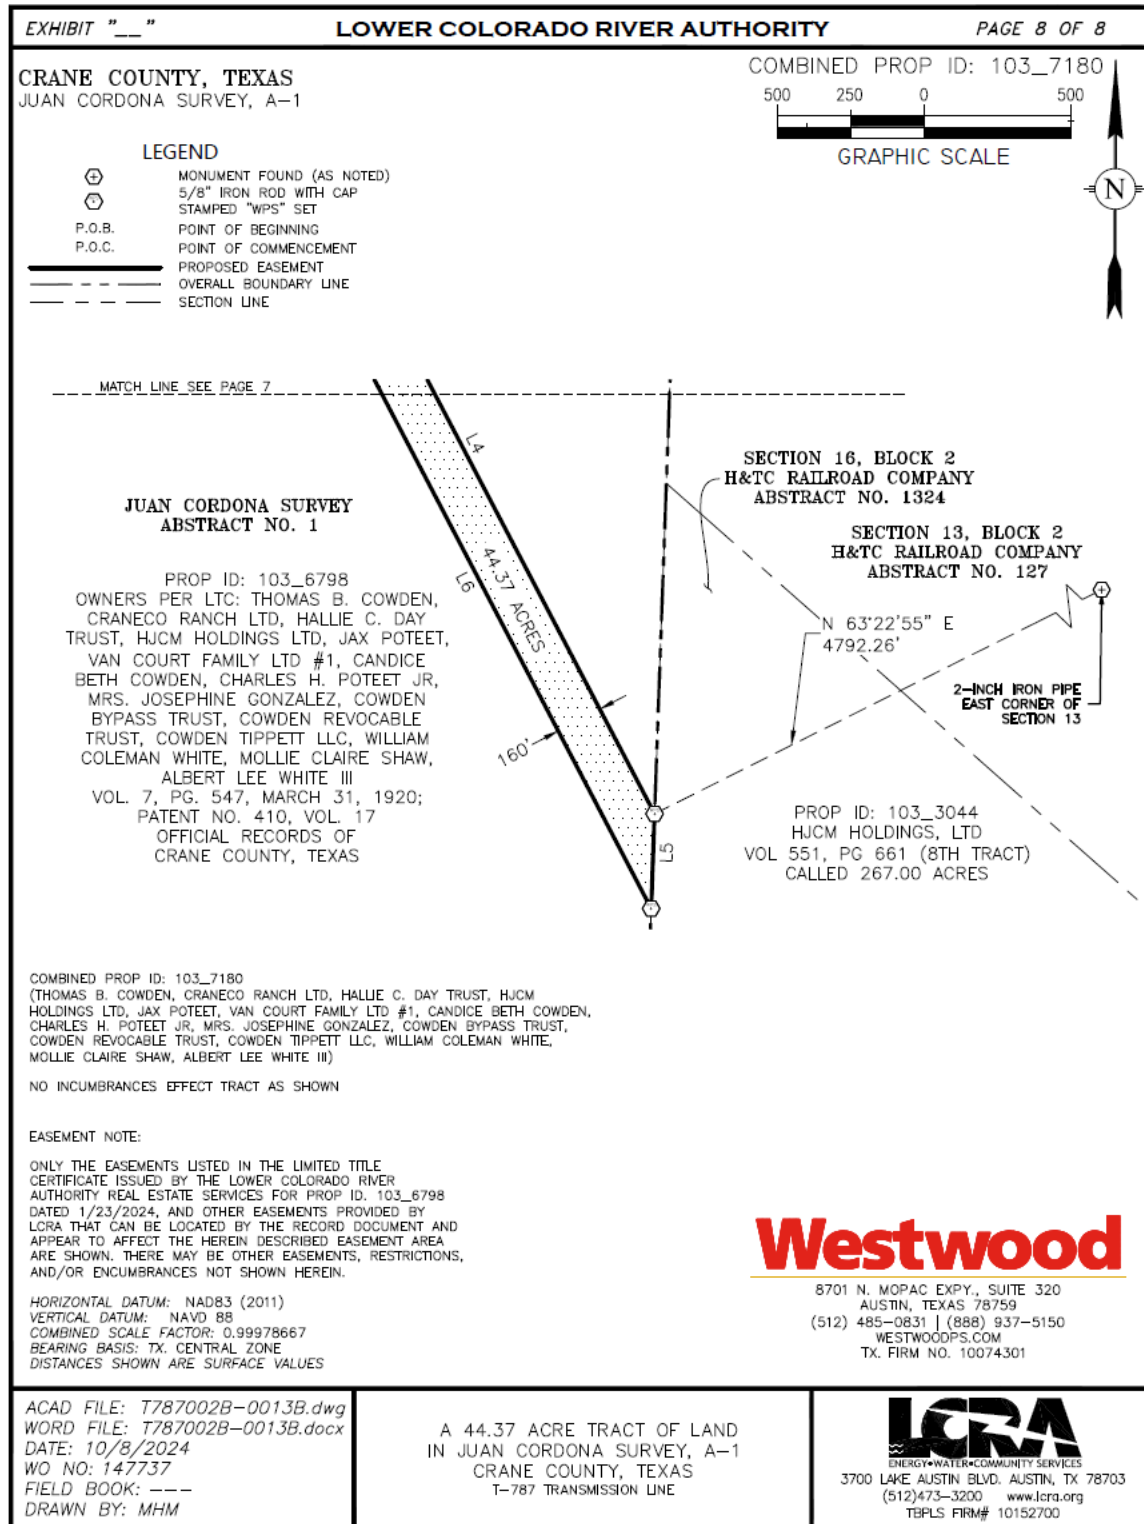 EXHIBIT "__"
LOWER COLORADO RIVER AUTHORITY
PAGE 8 OF 8
CRANE COUNTY, TEXAS
JUAN CORDONA SURVEY, A-1
COMBINED PROP ID: 103_7180
500 250 0 500
GRAPHIC SCALE
N
LEGEND
MONUMENT FOUND (AS NOTED)
5/8" IRON ROD WITH CAP
STAMPED "WPS" SET
P.O.B. POINT OF BEGINNING
P.O.C. POINT OF COMMENCEMENT
PROPOSED EASEMENT
OVERALL BOUNDARY LINE
SECTION LINE
MATCH LINE SEE PAGE 7
L4
L6
44.37 ACRES
160'
L5
SECTION 16, BLOCK 2
H&TC RAILROAD COMPANY
ABSTRACT NO. 1324
SECTION 13, BLOCK 2
H&TC RAILROAD COMPANY
ABSTRACT NO. 127
N 63°22'55" E
4792.26'
2-INCH IRON PIPE
EAST CORNER OF
SECTION 13
JUAN CORDONA SURVEY
ABSTRACT NO. 1
PROP ID: 103_6798
OWNERS PER LTC: THOMAS B. COWDEN,
CRANECO RANCH LTD, HALLIE C. DAY
TRUST, HJCM HOLDINGS LTD, JAX POTEET,
VAN COURT FAMILY LTD #1, CANDICE
BETH COWDEN, CHARLES H. POTEET JR,
MRS. JOSEPHINE GONZALEZ, COWDEN
BYPASS TRUST, COWDEN REVOCABLE
TRUST, COWDEN TIPPETT LLC, WILLIAM
COLEMAN WHITE, MOLLIE CLAIRE SHAW,
ALBERT LEE WHITE III
VOL. 7, PG. 547, MARCH 31, 1920;
PATENT NO. 410, VOL. 17
OFFICIAL RECORDS OF
CRANE COUNTY, TEXAS
PROP ID: 103_3044
HJCM HOLDINGS, LTD
VOL 551, PG 661 (8TH TRACT)
CALLED 267.00 ACRES
COMBINED PROP ID: 103_7180
(THOMAS B. COWDEN, CRANECO RANCH LTD, HALLIE C. DAY TRUST, HJCM
HOLDINGS LTD, JAX POTEET, VAN COURT FAMILY LTD #1, CANDICE BETH COWDEN,
CHARLES H. POTEET JR, MRS. JOSEPHINE GONZALEZ, COWDEN BYPASS TRUST,
COWDEN REVOCABLE TRUST, COWDEN TIPPETT LLC, WILLIAM COLEMAN WHITE,
MOLLIE CLAIRE SHAW, ALBERT LEE WHITE III)
NO INCUMBRANCES EFFECT TRACT AS SHOWN
EASEMENT NOTE:
ONLY THE EASEMENTS LISTED IN THE LIMITED TITLE
CERTIFICATE ISSUED BY THE LOWER COLORADO RIVER
AUTHORITY REAL ESTATE SERVICES FOR PROP ID. 103_6798
DATED 1/23/2024, AND OTHER EASEMENTS PROVIDED BY
LCRA THAT CAN BE LOCATED BY THE RECORD DOCUMENT AND
APPEAR TO AFFECT THE HEREIN DESCRIBED EASEMENT AREA
ARE SHOWN. THERE MAY BE OTHER EASEMENTS, RESTRICTIONS,
AND/OR ENCUMBRANCES NOT SHOWN HEREIN.
HORIZONTAL DATUM: NAD83 (2011)
VERTICAL DATUM: NAVD 88
COMBINED SCALE FACTOR: 0.99978667
BEARING BASIS: TX. CENTRAL ZONE
DISTANCES SHOWN ARE SURFACE VALUES
Westwood
8701 N. MOPAC EXPY., SUITE 320
AUSTIN, TEXAS 78759
(512) 485-0831 | (888) 937-5150
WESTWOODPS.COM
TX. FIRM NO. 10074301
ACAD FILE: T787002B-0013B.dwg
WORD FILE: T787002B-0013B.docx
DATE: 10/8/2024
WO NO: 147737
FIELD BOOK: ---
DRAWN BY: MHM
A 44.37 ACRE TRACT OF LAND
IN JUAN CORDONA SURVEY, A-1
CRANE COUNTY, TEXAS
T-787 TRANSMISSION LINE
LCRA
ENERGY•WATER•COMMUNITY SERVICES
3700 LAKE AUSTIN BLVD. AUSTIN, TX 78703
(512)473-3200 www.lcra.org
TBPLS FIRM# 10152700